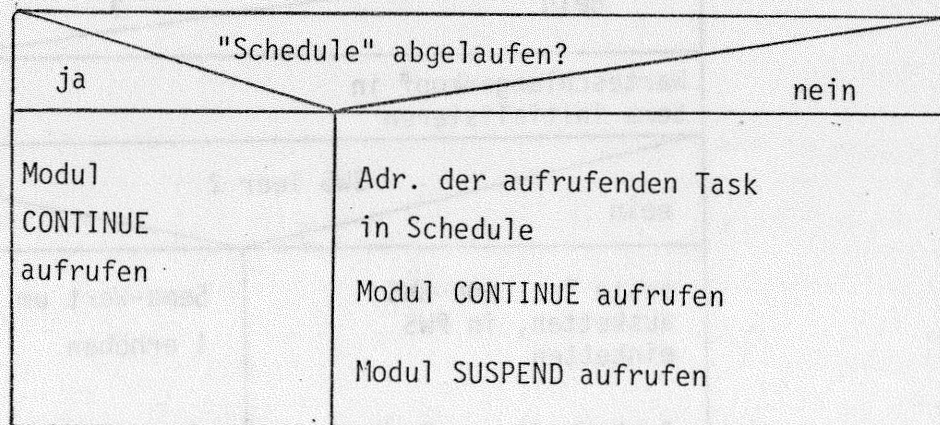 "Schedule" abgelaufen?
ja
nein
Modul
CONTINUE
aufrufen
Adr. der aufrufenden Task
in Schedule
Modul CONTINUE aufrufen
Modul SUSPEND aufrufen